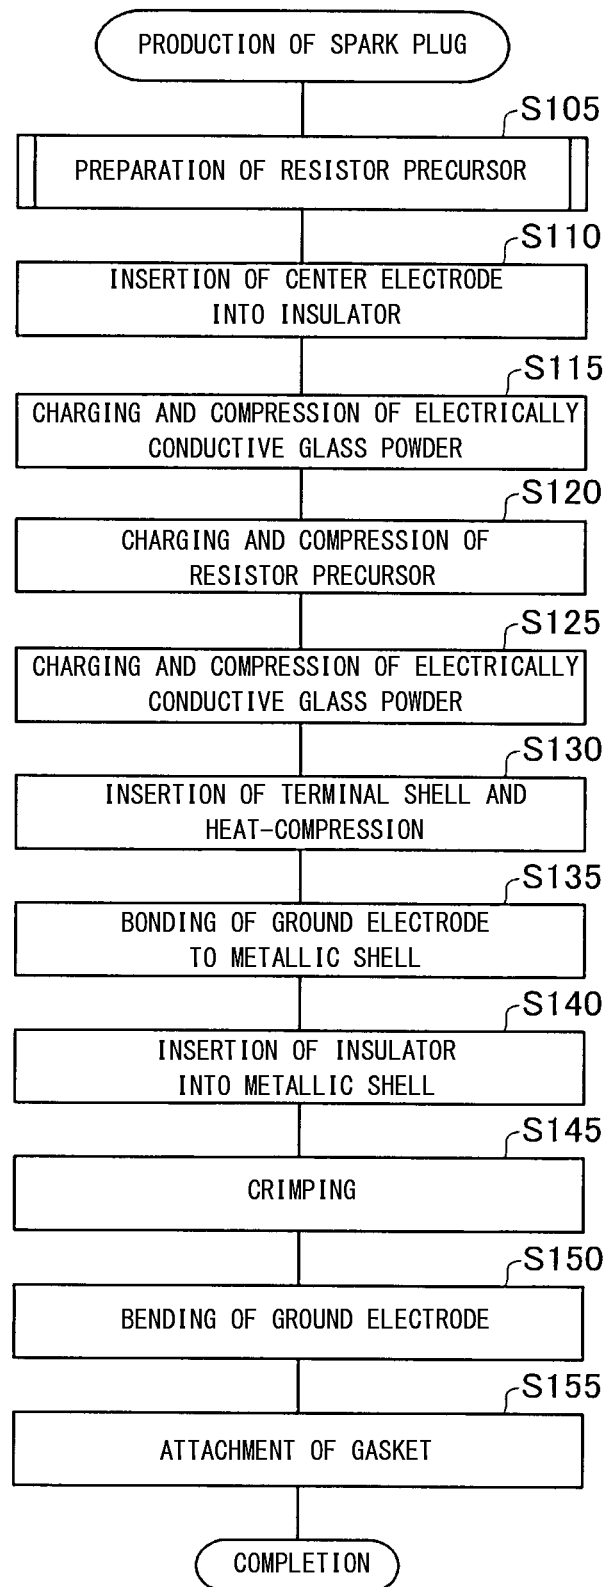 PRODUCTION OF SPARK PLUG
S105
PREPARATION OF RESISTOR PRECURSOR
S110
INSERTION OF CENTER ELECTRODE
INTO INSULATOR
S115
CHARGING AND COMPRESSION OF ELECTRICALLY
CONDUCTIVE GLASS POWDER
S120
CHARGING AND COMPRESSION OF
RESISTOR PRECURSOR
S125
CHARGING AND COMPRESSION OF ELECTRICALLY
CONDUCTIVE GLASS POWDER
S130
INSERTION OF TERMINAL SHELL AND
HEAT-COMPRESSION
S135
BONDING OF GROUND ELECTRODE
TO METALLIC SHELL
S140
INSERTION OF INSULATOR
INTO METALLIC SHELL
S145
CRIMPING
S150
BENDING OF GROUND ELECTRODE
S155
ATTACHMENT OF GASKET
COMPLETION